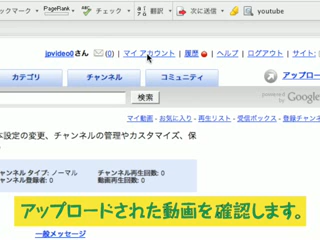 ックマーク▼ PageRank チェック▼ 翻訳▼ 次に送信▼ youtube
jpvideo0さん (0) | マイ アカウント | 履歴 | ヘルプ | ログアウト | サイト:
カテゴリ チャンネル コミュニティ アップロー
検索 powered by Google
マイ動画 - お気に入り - 再生リスト - 受信ボックス - 登録チャン
本設定の変更、チャンネルの管理やカスタマイズ、保
す。
ャンネル タイプ: ノーマル チャンネル再生回数: 0
ャンネル登録者: 0 動画再生回数: 0
アップロードされた動画を確認します。
一般メッセージ